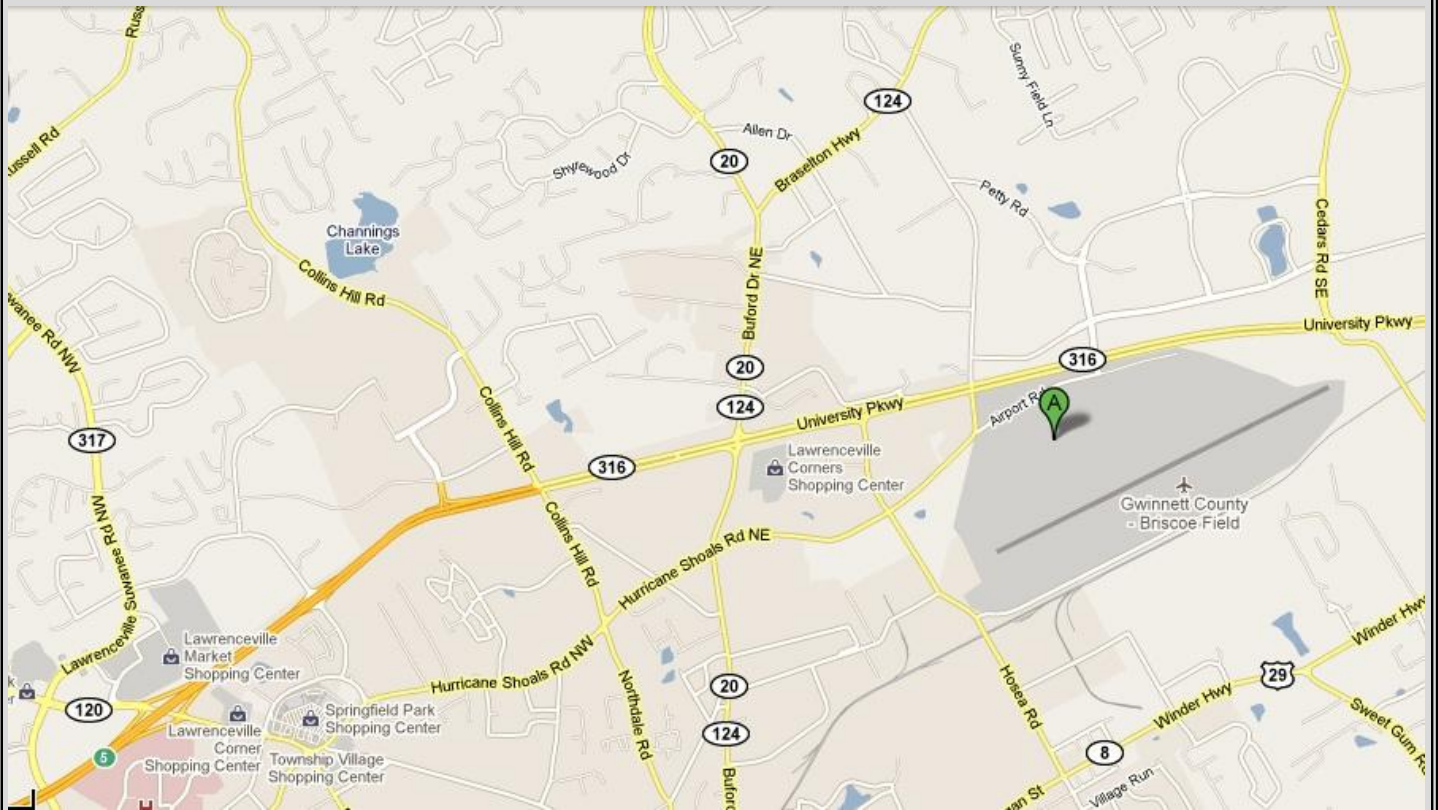 Russ
124
Allen Dr
Sunny Field Ln
20
Braselton Hwy
Shyrewood Dr
Petty Rd
Channings
Lake
Collins Hill Rd
Buford Dr NE
Cedars Rd SE
University Pkwy
316
20
124
University Pkwy
Airport Rd
A
317
Collins Hill Rd
316
Lawrenceville
Corners
Shopping Center
Gwinnett County
- Briscoe Field
Collins Hill Rd
Hurricane Shoals Rd NE
Lawrenceville Suwanee Rd NW
Lawrenceville
Market
Shopping Center
Hurricane Shoals Rd NW
Northdale Rd
Hosea Rd
Winder Hwy
29
Winder Hwy
Sweet Gum
20
124
120
Springfield Park
Shopping Center
Lawrenceville
Corner
Shopping Center
Township Village
Shopping Center
5
8
Village Run
H